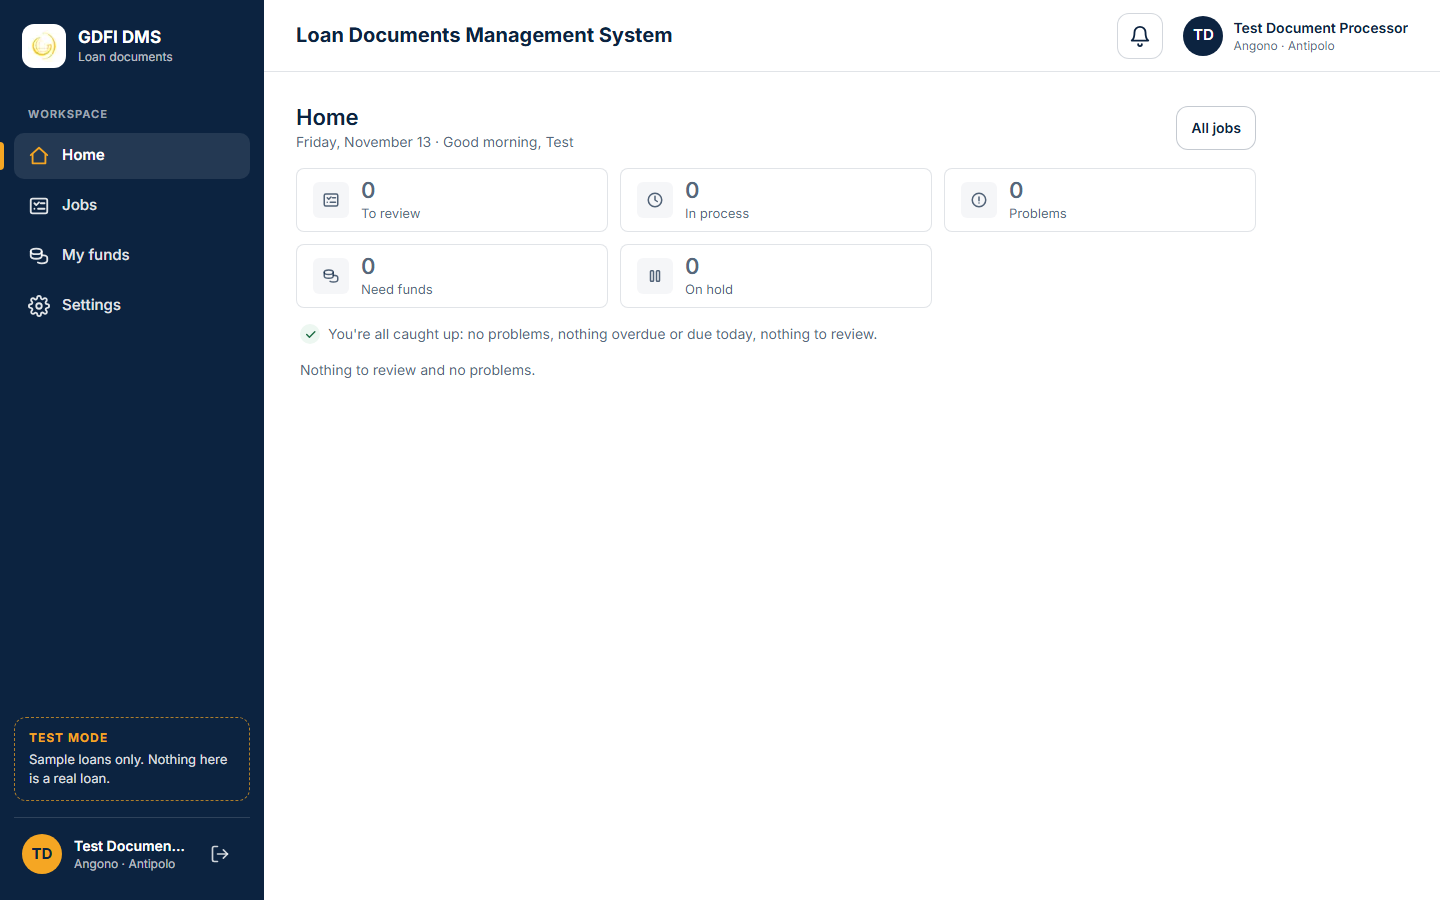 GDFI DMS
Loan documents
WORKSPACE
Home
Jobs
My funds
Settings
TEST MODE
Sample loans only. Nothing here
is a real loan.
TD
Test Documen...
Angono · Antipolo
Loan Documents Management System
TD
Test Document Processor
Angono · Antipolo
Home
Friday, November 13 · Good morning, Test
All jobs
0
To review
0
In process
0
Problems
0
Need funds
0
On hold
You're all caught up: no problems, nothing overdue or due today, nothing to review.
Nothing to review and no problems.